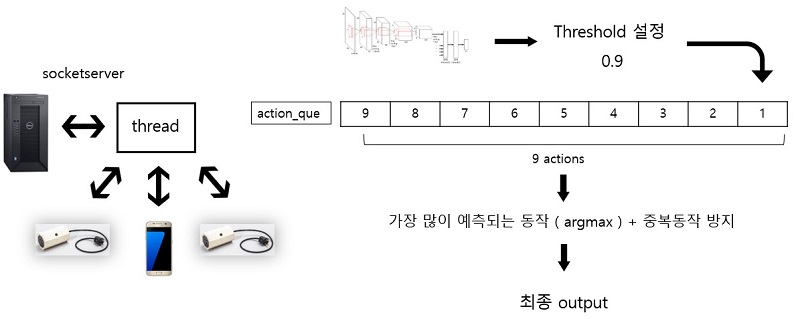 socketserver
thread
Threshold 설정
0.9
action_que
9 8 7 6 5 4 3 2 1
9 actions
가장 많이 예측되는 동작 ( argmax ) + 중복동작 방지
최종 output